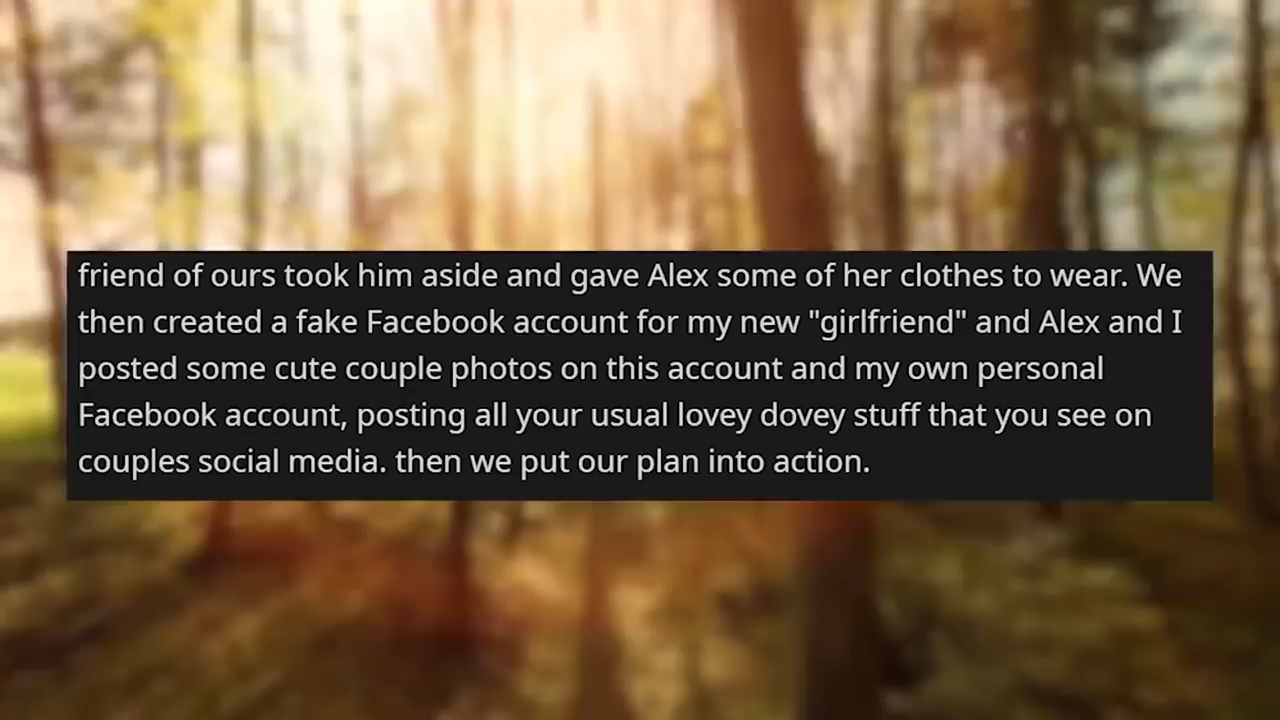 friend of ours took him aside and gave Alex some of her clothes to wear. We
then created a fake Facebook account for my new "girlfriend" and Alex and I
posted some cute couple photos on this account and my own personal
Facebook account, posting all your usual lovey dovey stuff that you see on
couples social media. then we put our plan into action.